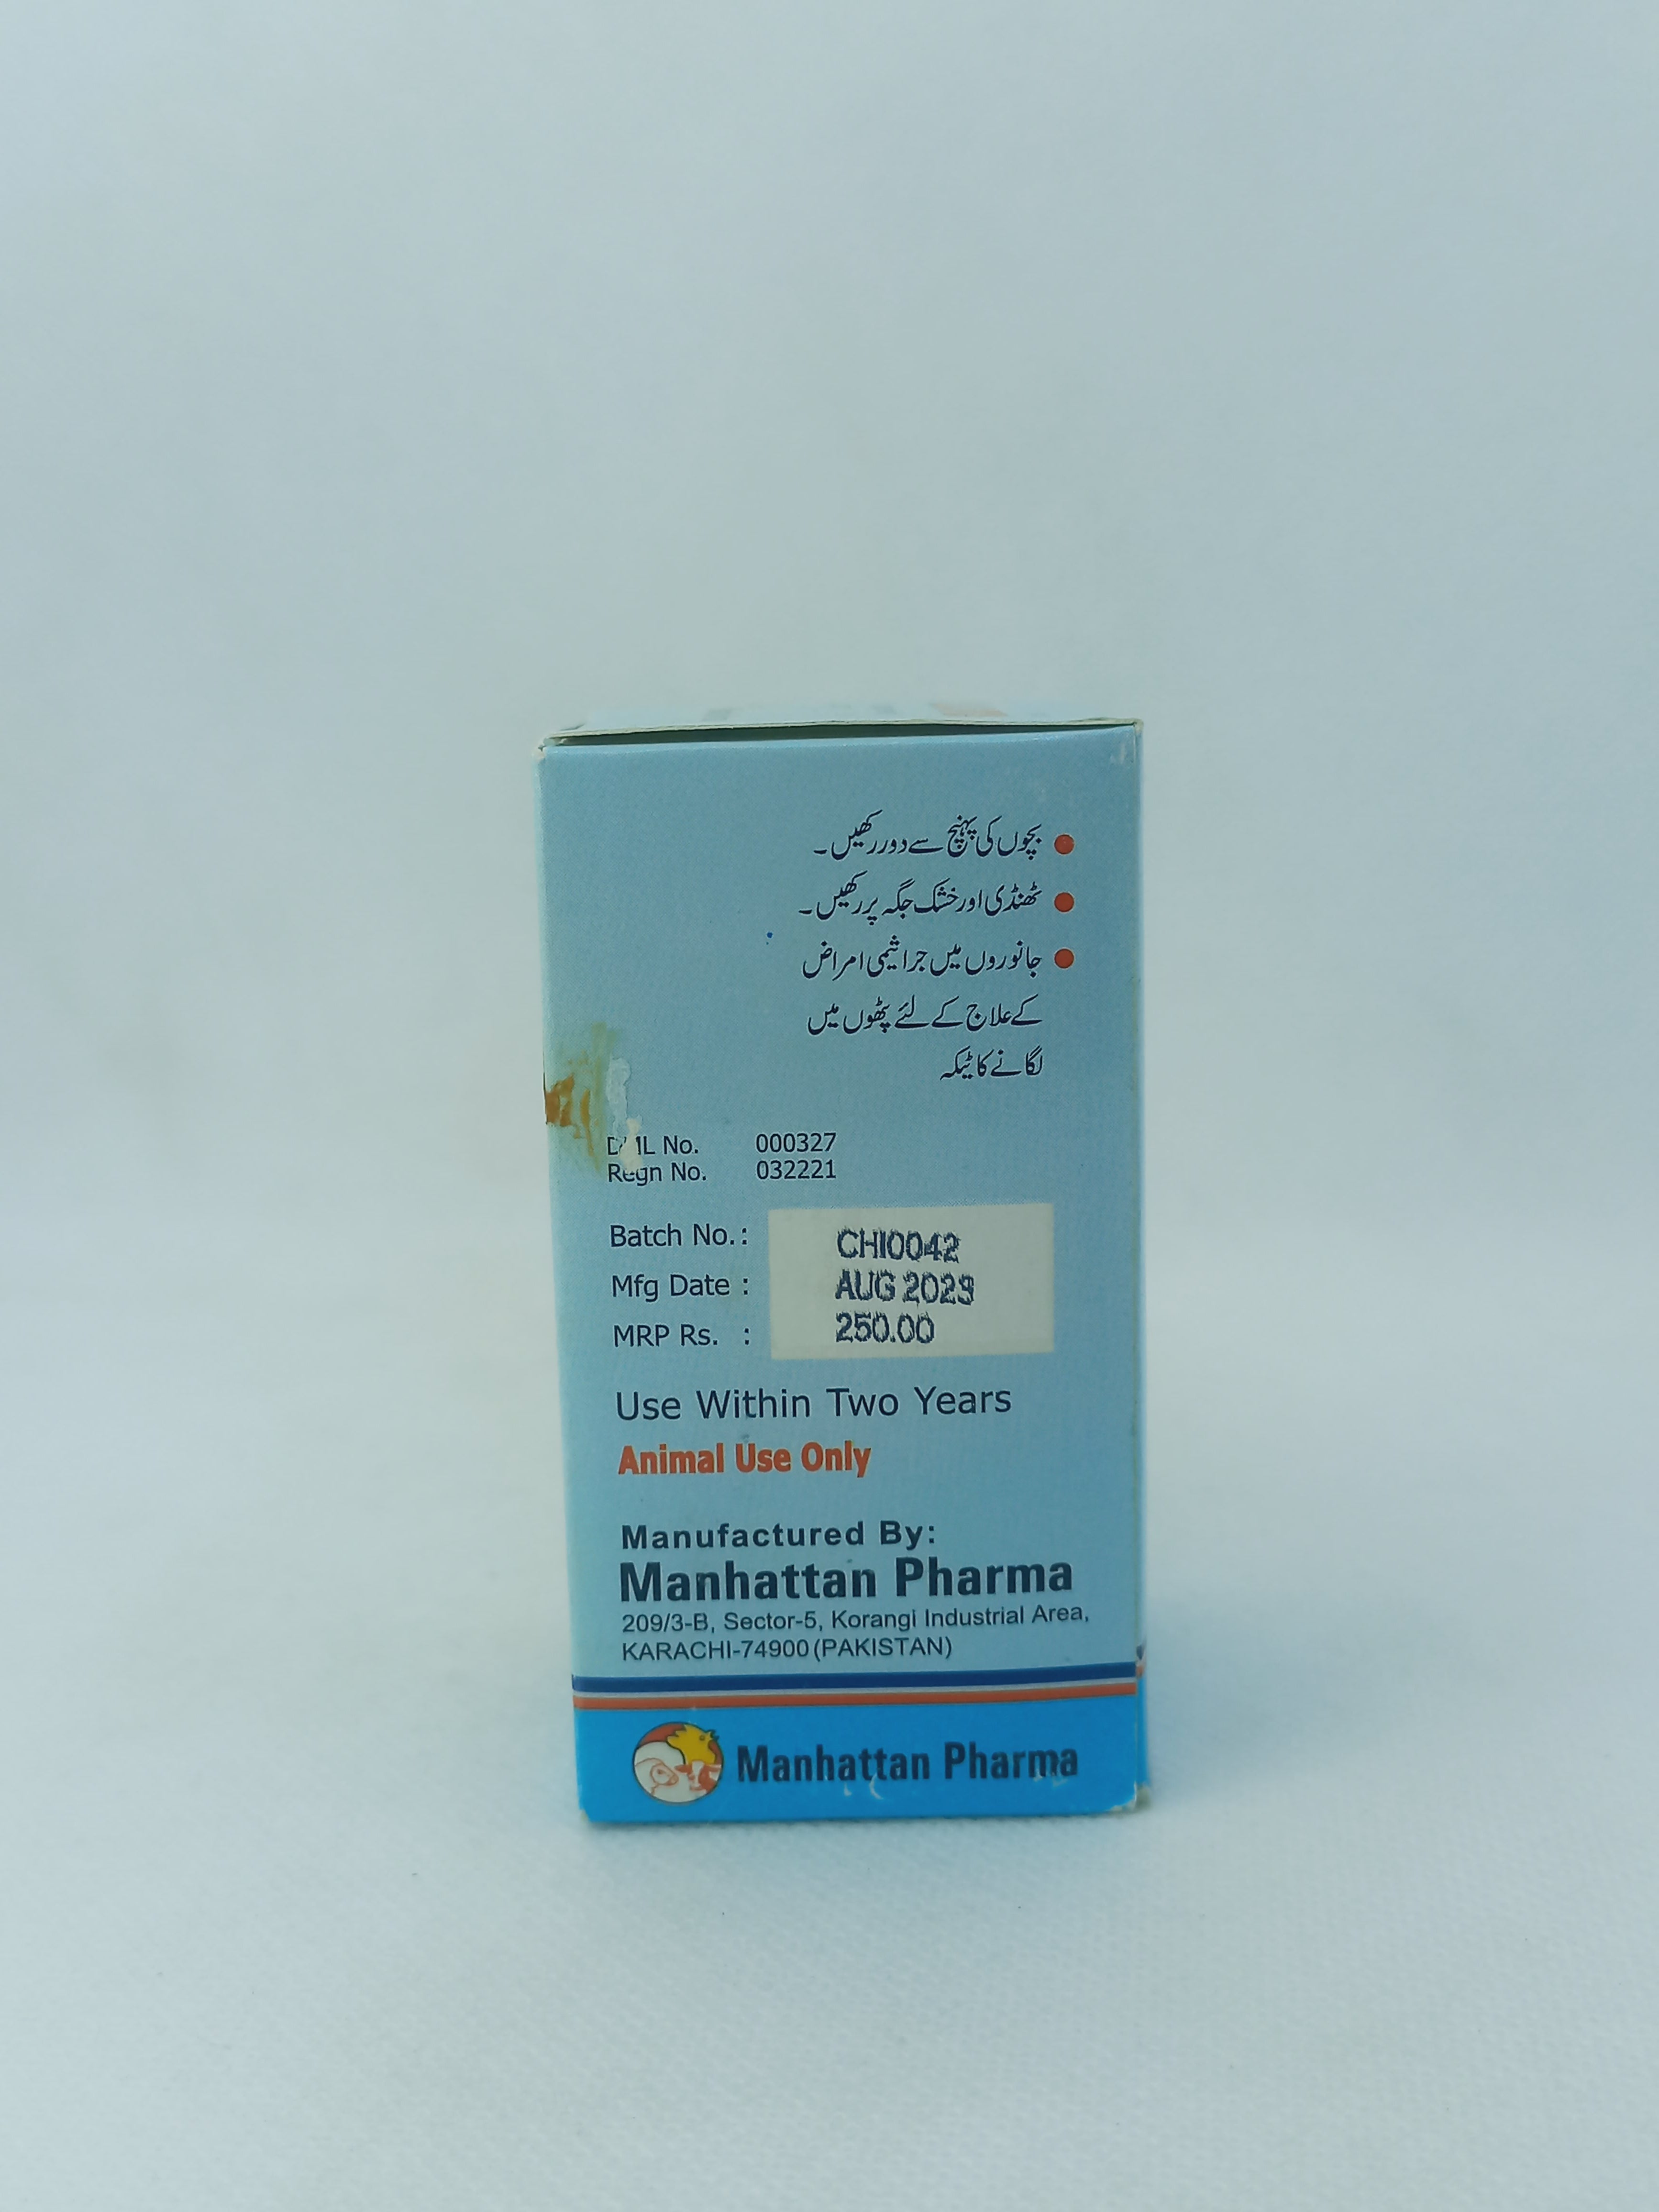 بچوں کی پہنچ سے دور رکھیں۔
ٹھنڈی اور خشک جگہ پر رکھیں۔
جانوروں میں جراثیمی امراض
کے علاج کے لئے پٹھوں میں
لگانے کا ٹیکہ
DML No. 000327
Regn No. 032221
Batch No. : CHI0042
Mfg Date : AUG 2023
MRP Rs. : 250.00
Use Within Two Years
Animal Use Only
Manufactured By:
Manhattan Pharma
209/3-B, Sector-5, Korangi Industrial Area,
KARACHI-74900 (PAKISTAN)
Manhattan Pharma